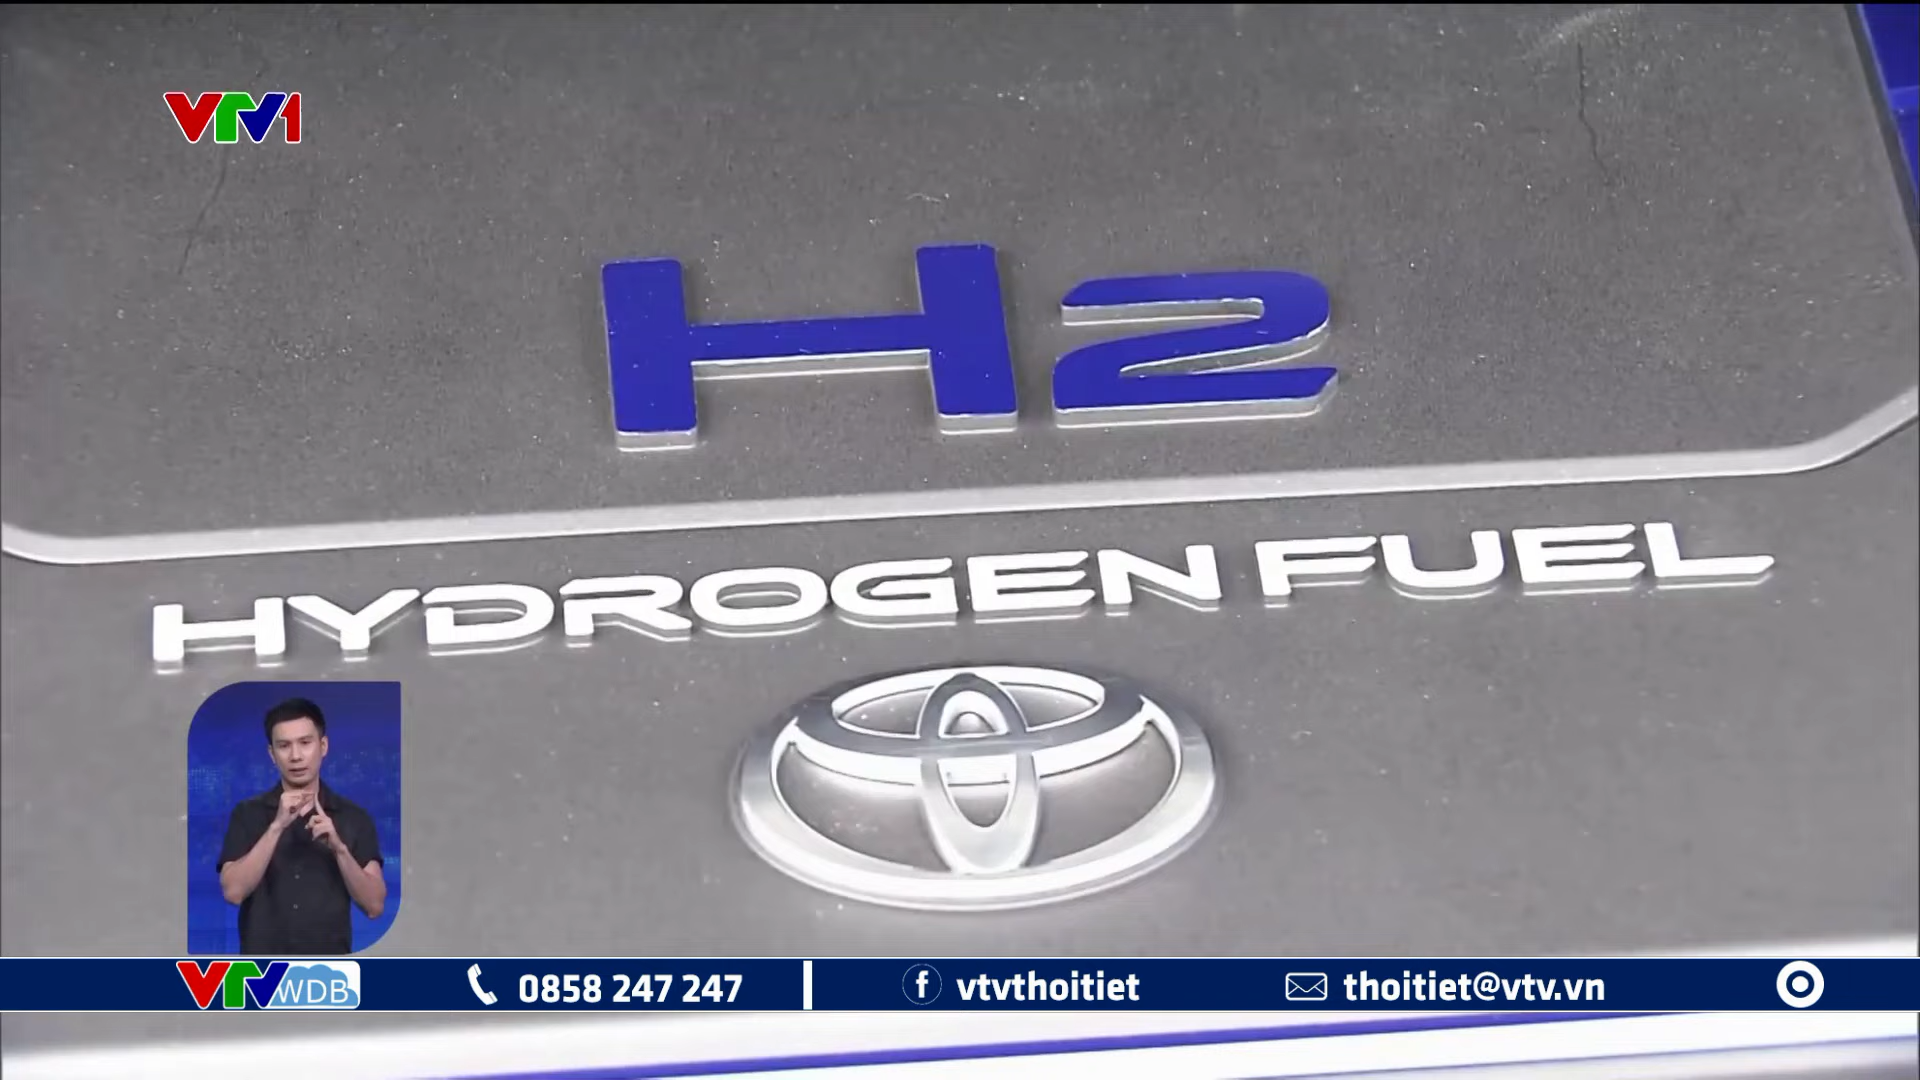 VTV1
H2
HYDROGEN FUEL
VTV WDB 0858 247 247 vtvthoitiet thoitiet@vtv.vn